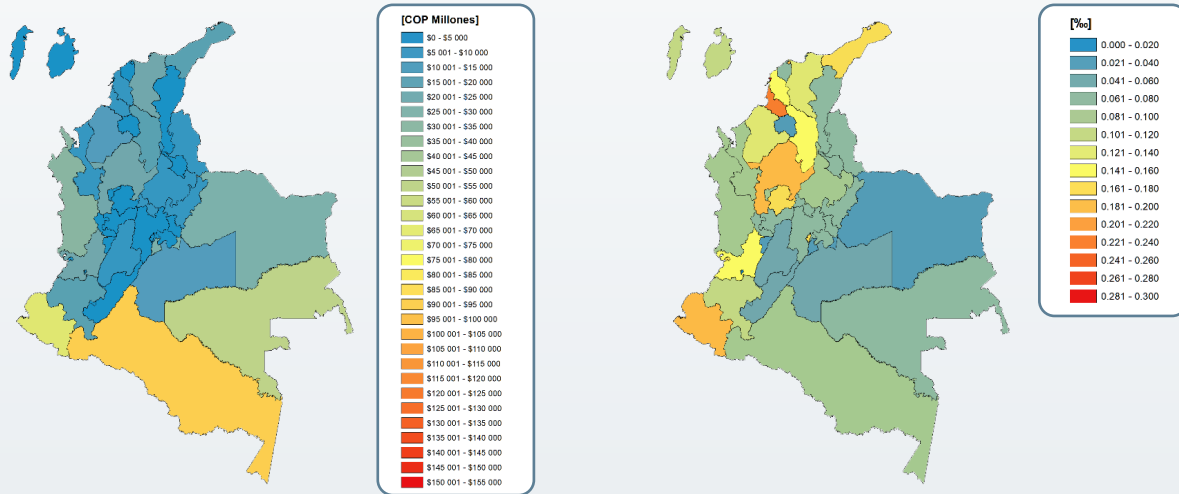 [COP Millones]
$0 - $5 000
$5 001 - $10 000
$10 001 - $15 000
$15 001 - $20 000
$20 001 - $25 000
$25 001 - $30 000
$30 001 - $35 000
$35 001 - $40 000
$40 001 - $45 000
$45 001 - $50 000
$50 001 - $55 000
$55 001 - $60 000
$60 001 - $65 000
$65 001 - $70 000
$70 001 - $75 000
$75 001 - $80 000
$80 001 - $85 000
$85 001 - $90 000
$90 001 - $95 000
$95 001 - $100 000
$100 001 - $105 000
$105 001 - $110 000
$110 001 - $115 000
$115 001 - $120 000
$120 001 - $125 000
$125 001 - $130 000
$130 001 - $135 000
$135 001 - $140 000
$140 001 - $145 000
$145 001 - $150 000
$150 001 - $155 000
[‰]
0.000 - 0.020
0.021 - 0.040
0.041 - 0.060
0.061 - 0.080
0.081 - 0.100
0.101 - 0.120
0.121 - 0.140
0.141 - 0.160
0.161 - 0.180
0.181 - 0.200
0.201 - 0.220
0.221 - 0.240
0.241 - 0.260
0.261 - 0.280
0.281 - 0.300